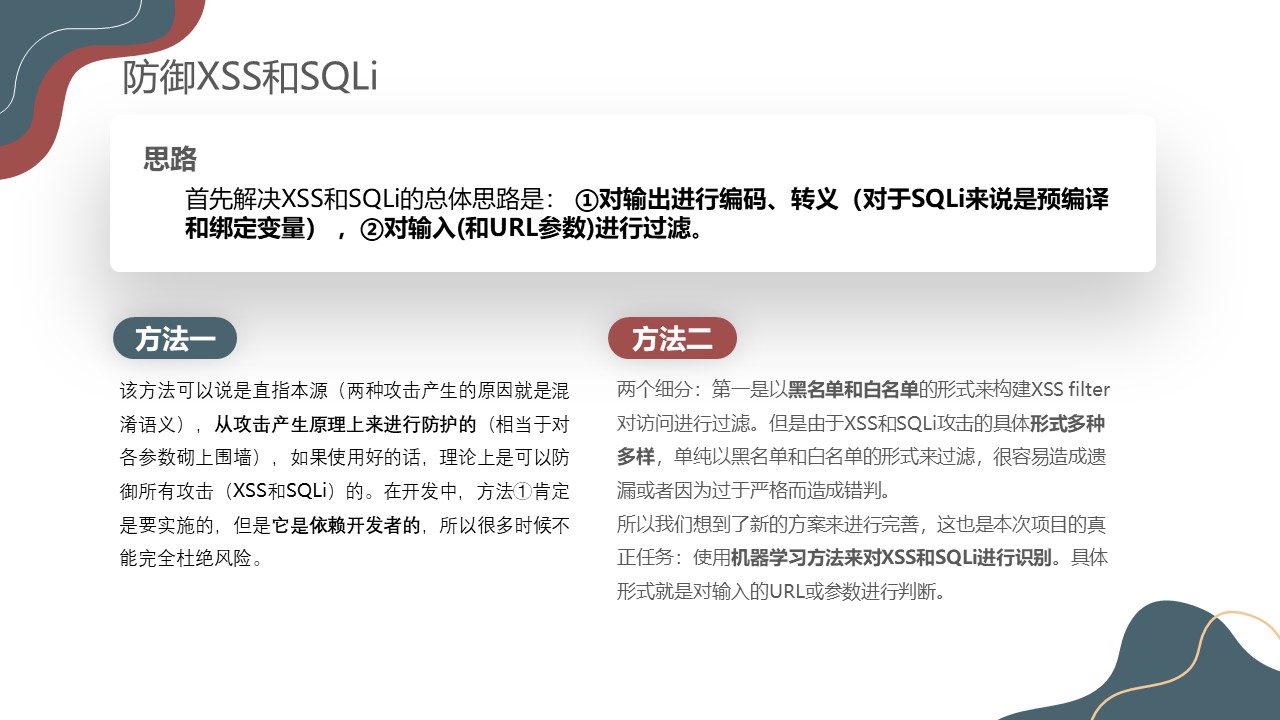 防御XSS和SQLi
思路
首先解决XSS和SQLi的总体思路是： ①对输出进行编码、转义（对于SQLi来说是预编译
和绑定变量），②对输入(和URL参数)进行过滤。
方法一
该方法可以说是直指本源（两种攻击产生的原因就是混
淆语义），从攻击产生原理上来进行防护的（相当于对
各参数砌上围墙），如果使用好的话，理论上是可以防
御所有攻击（XSS和SQLi）的。在开发中，方法①肯定
是要实施的，但是它是依赖开发者的，所以很多时候不
能完全杜绝风险。
方法二
两个细分：第一是以黑名单和白名单的形式来构建XSS filter
对访问进行过滤。但是由于XSS和SQLi攻击的具体形式多种
多样，单纯以黑名单和白名单的形式来过滤，很容易造成遗
漏或者因为过于严格而造成错判。
所以我们想到了新的方案来进行完善，这也是本次项目的真
正任务：使用机器学习方法来对XSS和SQLi进行识别。具体
形式就是对输入的URL或参数进行判断。